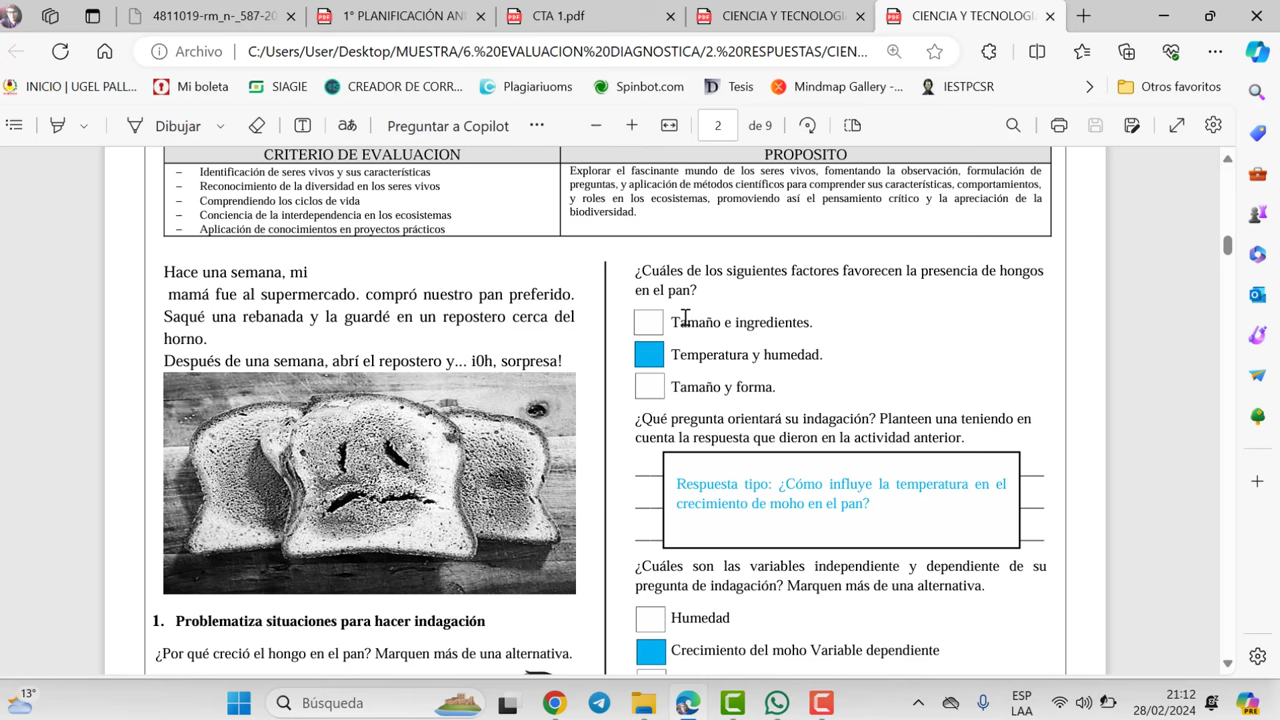 4811019-rm_n-_587-20
1° PLANIFICACIÓN AN
CTA 1.pdf
CIENCIA Y TECNOLOGI
CIENCIA Y TECNOLOGI
Archivo
C:/Users/User/Desktop/MUESTRA/6.%20EVALUACION%20DIAGNOSTICA/2.%20RESPUESTAS/CIEN...
INICIO | UGEL PALL...
Mi boleta
SIAGIE
CREADOR DE COR...
Plagiariuoms
Spinbot.com
Tesis
Mindmap Gallery -...
IESTPCSR
Otros favoritos
Dibujar
Preguntar a Copilot
2
de 9
CRITERIO DE EVALUACION
– Identificación de seres vivos y sus características
– Reconocimiento de la diversidad en los seres vivos
– Comprendiendo los ciclos de vida
– Conciencia de la interdependencia en los ecosistemas
– Aplicación de conocimientos en proyectos prácticos
PROPOSITO
Explorar el fascinante mundo de los seres vivos, fomentando la observación, formulación de
preguntas, y aplicación de métodos científicos para comprender sus características, comportamientos,
y roles en los ecosistemas, promoviendo así el pensamiento crítico y la apreciación de la
biodiversidad.
Hace una semana, mi
mamá fue al supermercado. compró nuestro pan preferido.
Saqué una rebanada y la guardé en un repostero cerca del
horno.
Después de una semana, abrí el repostero y... i0h, sorpresa!
1. Problematiza situaciones para hacer indagación
¿Por qué creció el hongo en el pan? Marquen más de una alternativa.
¿Cuáles de los siguientes factores favorecen la presencia de hongos
en el pan?
Tamaño e ingredientes.
Temperatura y humedad.
Tamaño y forma.
¿Qué pregunta orientará su indagación? Planteen una teniendo en
cuenta la respuesta que dieron en la actividad anterior.
Respuesta tipo: ¿Cómo influye la temperatura en el
crecimiento de moho en el pan?
¿Cuáles son las variables independiente y dependiente de su
pregunta de indagación? Marquen más de una alternativa.
Humedad
Crecimiento del moho Variable dependiente
13°
Búsqueda
ESP
LAA
21:12
28/02/2024
PRE